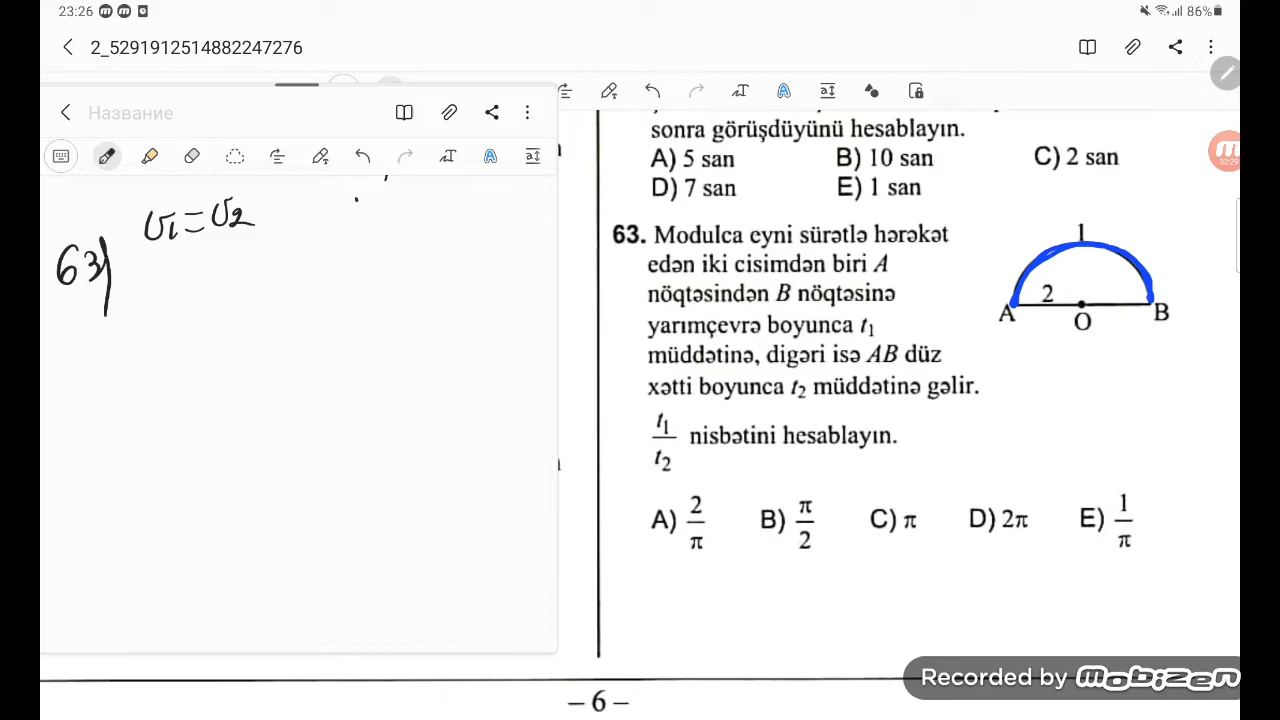 23:26
86%
2_5291912514882247276
Название
υ₁=υ₂
63)
sonra görüşdüyünü hesablayın.
A) 5 san B) 10 san C) 2 san
D) 7 san E) 1 san
63. Modulca eyni sürətlə hərəkət
edən iki cisimdən biri A
nöqtəsindən B nöqtəsinə
yarımçevrə boyunca t₁
müddətinə, digəri isə AB düz
xətti boyunca t₂ müddətinə gəlir.
t₁/t₂ nisbətini hesablayın.
A) 2/π B) π/2 C) π D) 2π E) 1/π
1
2
A O B
– 6 –
32:29
Recorded by mobizen